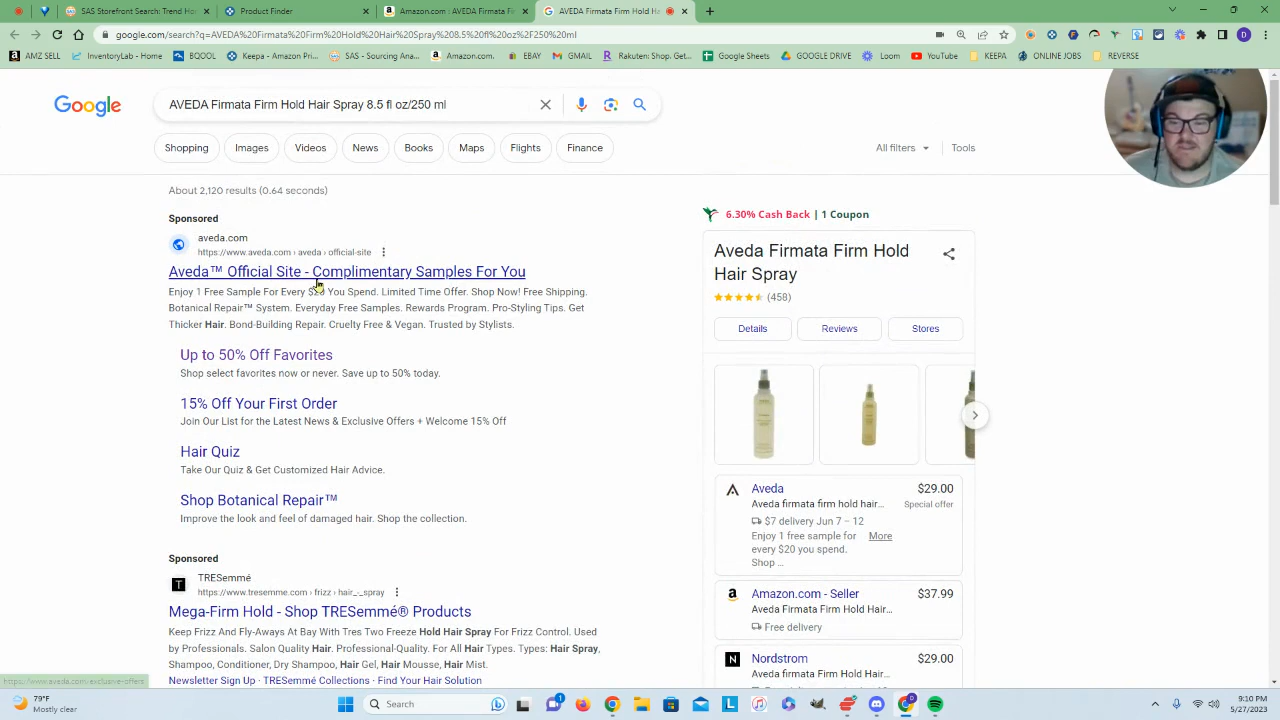 SAS Storefront Search: Tra
Product Finder
Amazon.com : AVEDA Firmata Fi
AVEDA Firmata Firm Hold Ha
google.com/search?q=AVEDA%20Firmata%20Firm%20Hold%20Hair%20Spray%208.5%20fl%20oz%2F250%20ml
AMZ SELL
InventoryLab - Home
BQOOL
Keepa - Amazon Pri...
SAS - Sourcing Ama...
Amazon.com.
EBAY
GMAIL
Rakuten: Shop. Get...
Google Sheets
GOOGLE DRIVE
Loom
YouTube
KEEPA
ONLINE JOBS
REVERSE
Google
AVEDA Firmata Firm Hold Hair Spray 8.5 fl oz/250 ml
Shopping
Images
Videos
News
Books
Maps
Flights
Finance
All filters
Tools
About 2,120 results (0.64 seconds)
Sponsored
aveda.com
https://www.aveda.com › aveda › official-site
Aveda™ Official Site - Complimentary Samples For You
Enjoy 1 Free Sample For Every You Spend. Limited Time Offer. Shop Now! Free Shipping.
Botanical Repair™ System. Everyday Free Samples. Rewards Program. Pro-Styling Tips. Get
Thicker Hair. Bond-Building Repair. Cruelty Free & Vegan. Trusted by Stylists.
Up to 50% Off Favorites
Shop select favorites now or never. Save up to 50% today.
15% Off Your First Order
Join Our List for the Latest News & Exclusive Offers + Welcome 15% Off
Hair Quiz
Take Our Quiz & Get Customized Hair Advice.
Shop Botanical Repair™
Improve the look and feel of damaged hair. Shop the collection.
Sponsored
TRESemmé
https://www.tresemme.com › frizz › hair_-_spray
Mega-Firm Hold - Shop TRESemmé® Products
Keep Frizz And Fly-Aways At Bay With Tres Two Freeze Hold Hair Spray For Frizz Control. Used
by Professionals. Salon Quality Hair. Professional-Quality. For All Hair Types. Types: Hair Spray,
Shampoo, Conditioner, Dry Shampoo, Hair Gel, Hair Mousse, Hair Mist.
Newsletter Sign Up · TRESemmé Collections · Find Your Hair Solution
https://www.aveda.com/exclusive-offers
6.30% Cash Back | 1 Coupon
Aveda Firmata Firm Hold
Hair Spray
(458)
Details
Reviews
Stores
Aveda
$29.00
Aveda firmata firm hold hair...
Special offer
$7 delivery Jun 7 – 12
Enjoy 1 free sample for
More
every $20 you spend.
Shop ...
Amazon.com - Seller
$37.99
Aveda Firmata Firm Hold Hair...
Free delivery
Nordstrom
$29.00
Aveda firmata firm hold hair...
79°F
Mostly clear
Search
9:10 PM
5/27/2023